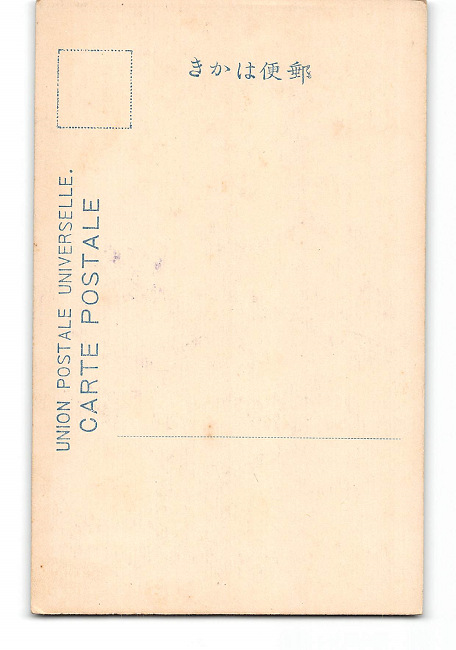 きかは便郵
UNION POSTALE UNIVERSELLE.
CARTE POSTALE